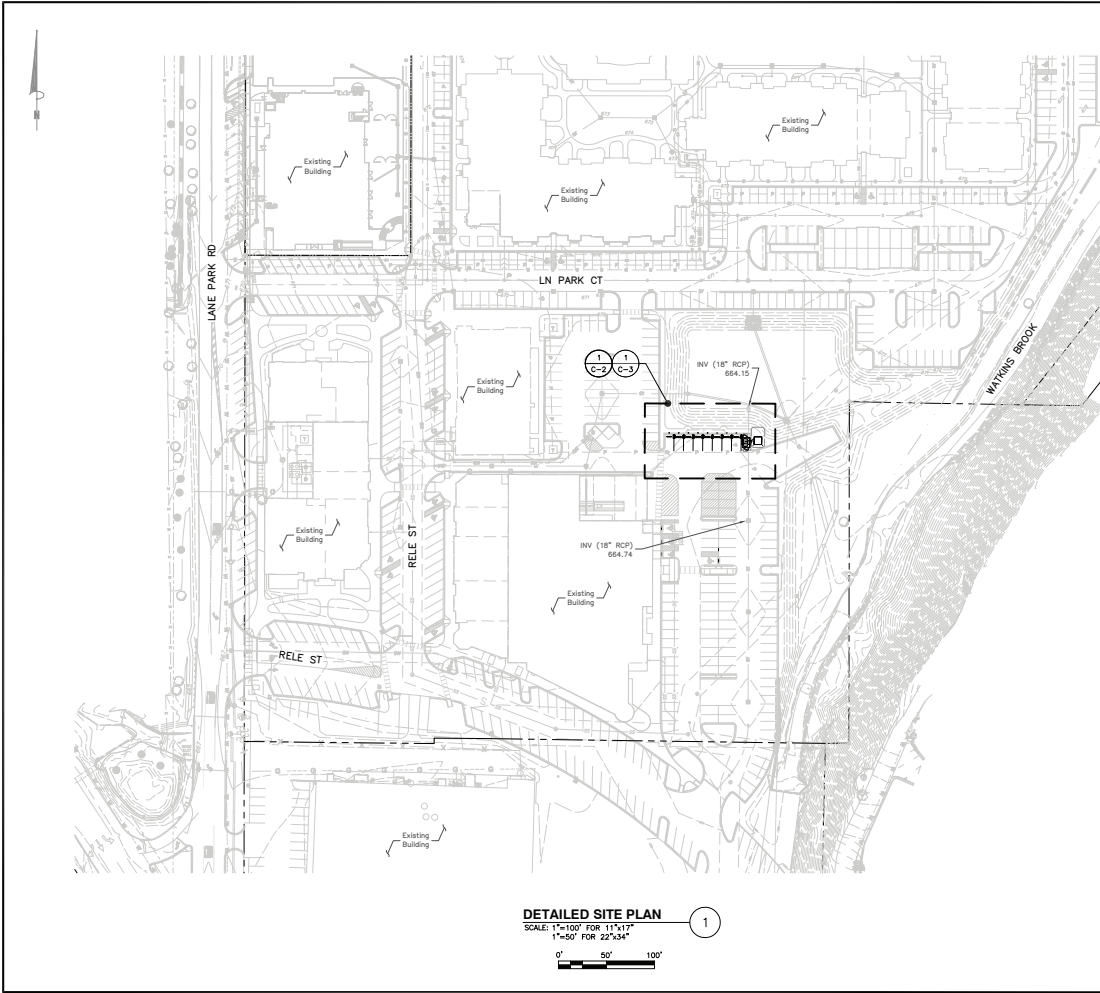 N
Existing
Building
Existing
Building
Existing
Building
LANE PARK RD
LN PARK CT
WATKINS BROOK
1
C-2
1
C-3
INV (18" RCP)
664.15
Existing
Building
Existing
Building
RELE ST
INV (18" RCP)
664.74
Existing
Building
RELE ST
Existing
Building
DETAILED SITE PLAN
1
SCALE: 1"=100' FOR 11"x17"
1"=50' FOR 22"x34"
0' 50' 100'